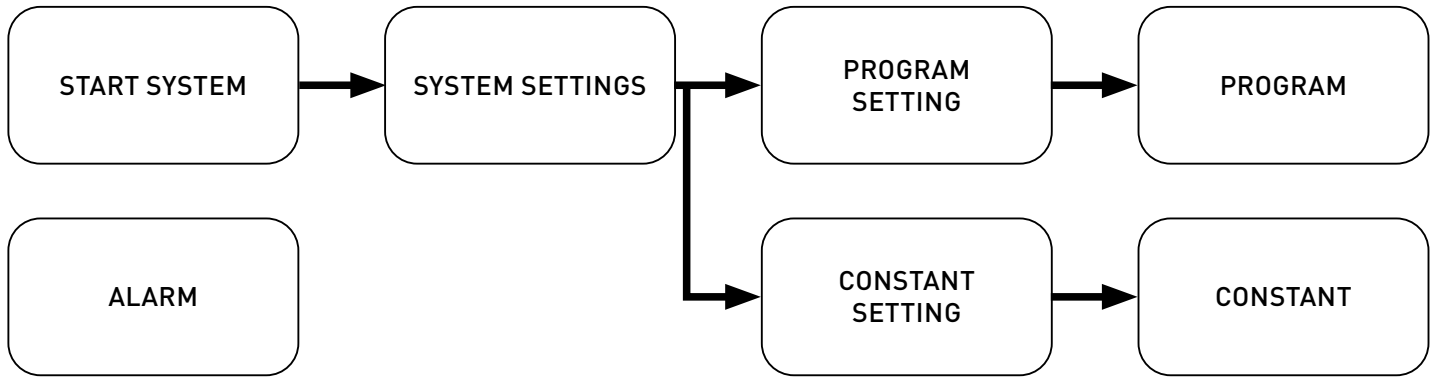 START SYSTEM
SYSTEM SETTINGS
PROGRAM
SETTING
PROGRAM
ALARM
CONSTANT
SETTING
CONSTANT